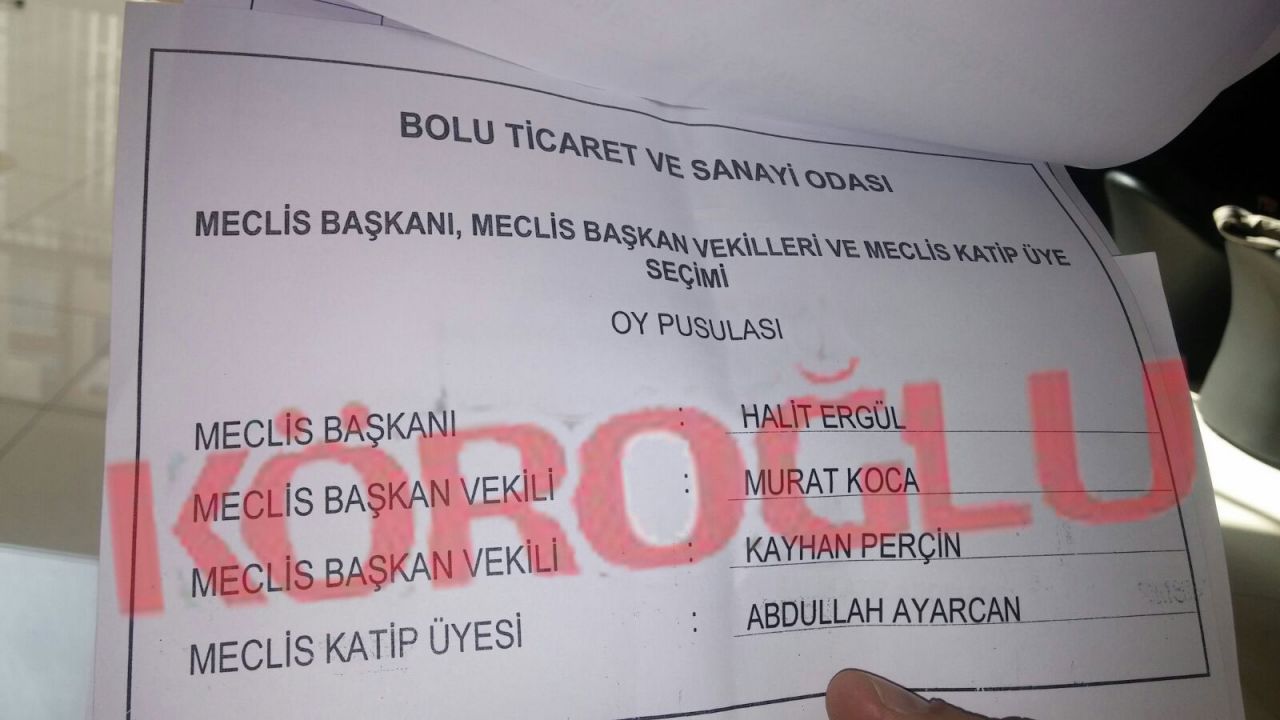 BOLU TİCARET VE SANAYİ ODASI
MECLİS BAŞKANI, MECLİS BAŞKAN VEKİLLERİ VE MECLİS KATİP ÜYE
SEÇİMİ
OY PUSULASI
MECLİS BAŞKANI : HALİT ERGÜL
MECLİS BAŞKAN VEKİLİ : MURAT KOCA
MECLİS BAŞKAN VEKİLİ : KAYHAN PERÇİN
MECLİS KATİP ÜYESİ : ABDULLAH AYARCAN
KÖROĞLU